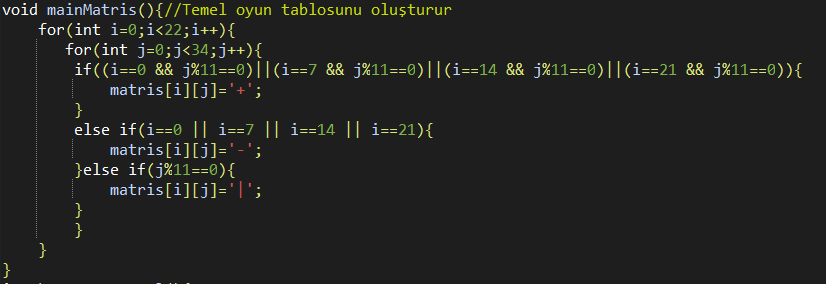 void mainMatris(){//Temel oyun tablosunu oluşturur
for(int i=0;i<22;i++){
for(int j=0;j<34;j++){
if((i==0 && j%11==0)||(i==7 && j%11==0)||(i==14 && j%11==0)||(i==21 && j%11==0)){
matris[i][j]='+';
}
else if(i==0 || i==7 || i==14 || i==21){
matris[i][j]='-';
}else if(j%11==0){
matris[i][j]='|';
}
}
}
}